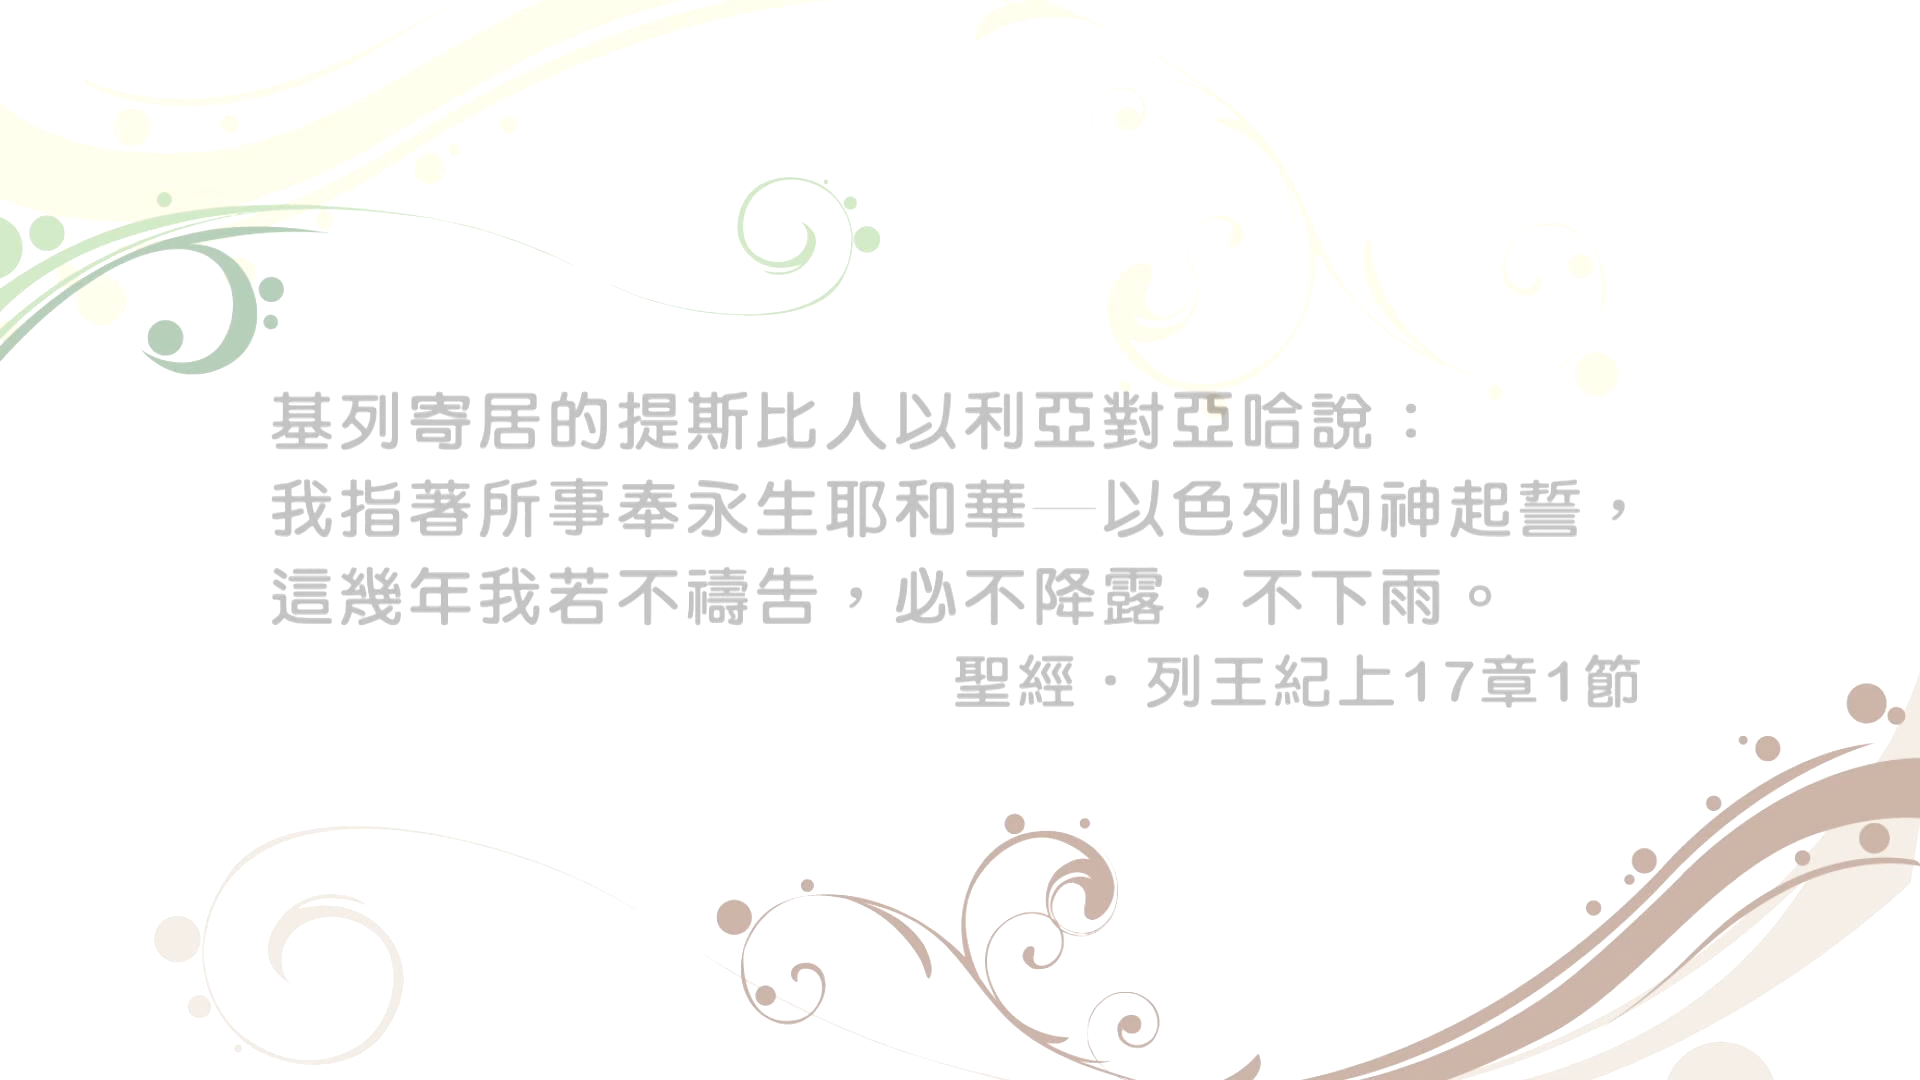 基列寄居的提斯比人以利亞對亞哈說：
我指著所事奉永生耶和華─以色列的神起誓，
這幾年我若不禱告，必不降露，不下雨。
聖經．列王紀上17章1節